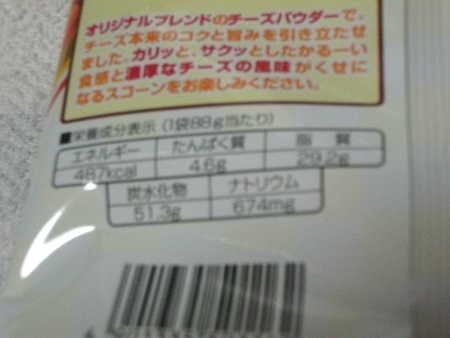 オリジナルブレンドのチーズパウダーで、
チーズ本来のコクと旨みを引き立たせ
ました。カリッと、サクッとしたかるーい
食感と濃厚なチーズの風味がくせに
なるスコーンをお楽しみください。
■栄養成分表示(1袋88g当たり)
エネルギー たんぱく質 脂質
487kcal 4.6g 29.2g
炭水化物 ナトリウム
51.3g 674mg